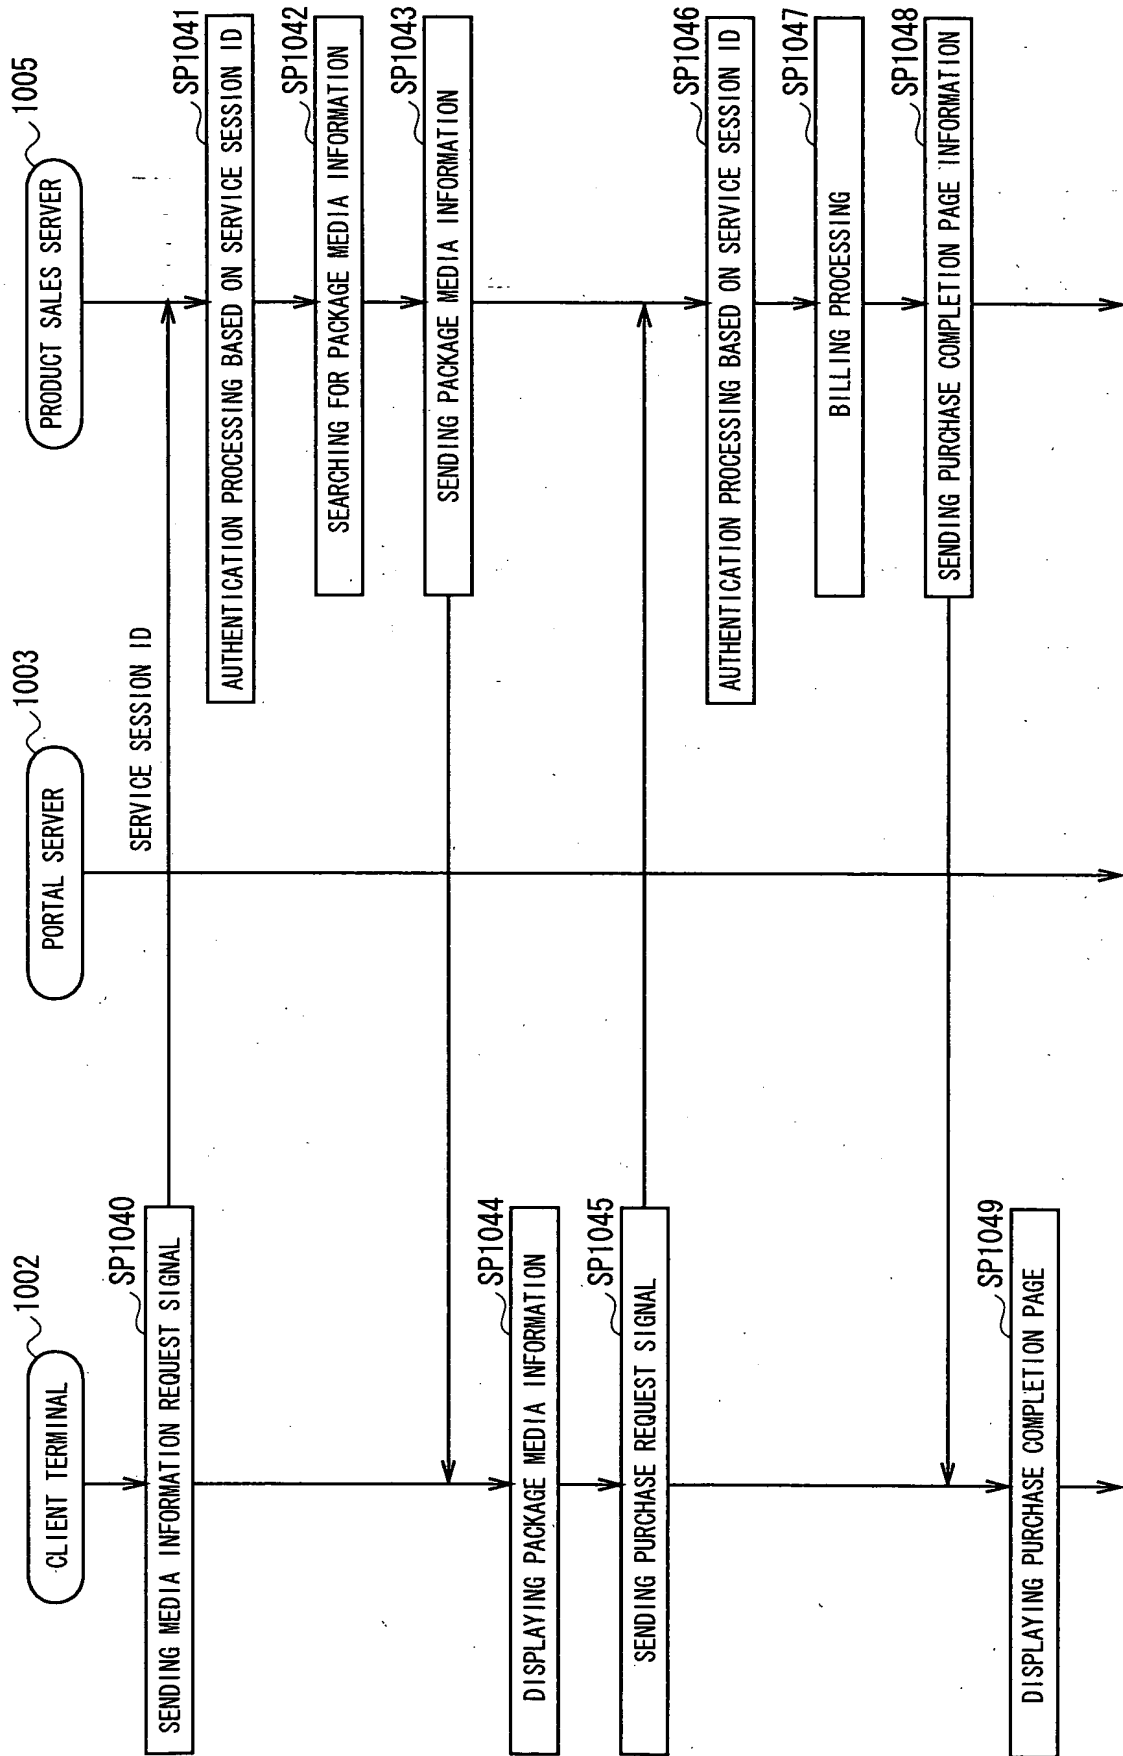 CLIENT TERMINAL
1002
PORTAL SERVER
1003
PRODUCT SALES SERVER
1005
SP1040
SENDING MEDIA INFORMATION REQUEST SIGNAL
SERVICE SESSION ID
SP1041
AUTHENTICATION PROCESSING BASED ON SERVICE SESSION ID
SP1042
SEARCHING FOR PACKAGE MEDIA INFORMATION
SP1043
SENDING PACKAGE MEDIA INFORMATION
SP1044
DISPLAYING PACKAGE MEDIA INFORMATION
SP1045
SENDING PURCHASE REQUEST SIGNAL
SP1046
AUTHENTICATION PROCESSING BASED ON SERVICE SESSION ID
SP1047
BILLING PROCESSING
SP1048
SENDING PURCHASE COMPLETION PAGE INFORMATION
SP1049
DISPLAYING PURCHASE COMPLETION PAGE